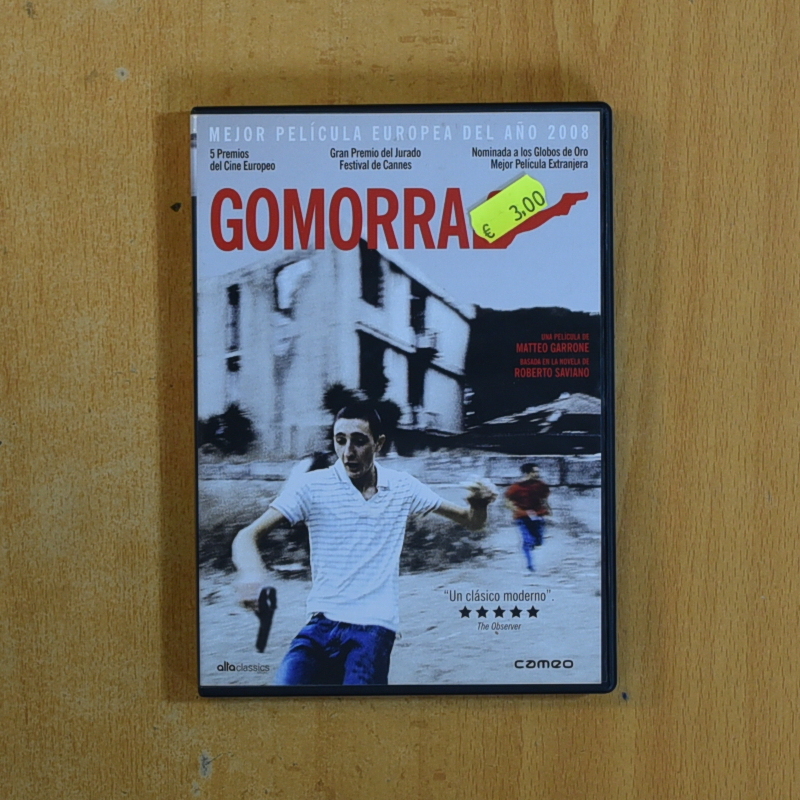 MEJOR PELÍCULA EUROPEA DEL AÑO 2008
5 Premios
del Cine Europeo
Gran Premio del Jurado
Festival de Cannes
Nominada a los Globos de Oro
Mejor Película Extranjera
GOMORRA
€ 3,00
UNA PELÍCULA DE
MATTEO GARRONE
BASADA EN LA NOVELA DE
ROBERTO SAVIANO
"Un clásico moderno".
The Observer
altaclassics
cameo